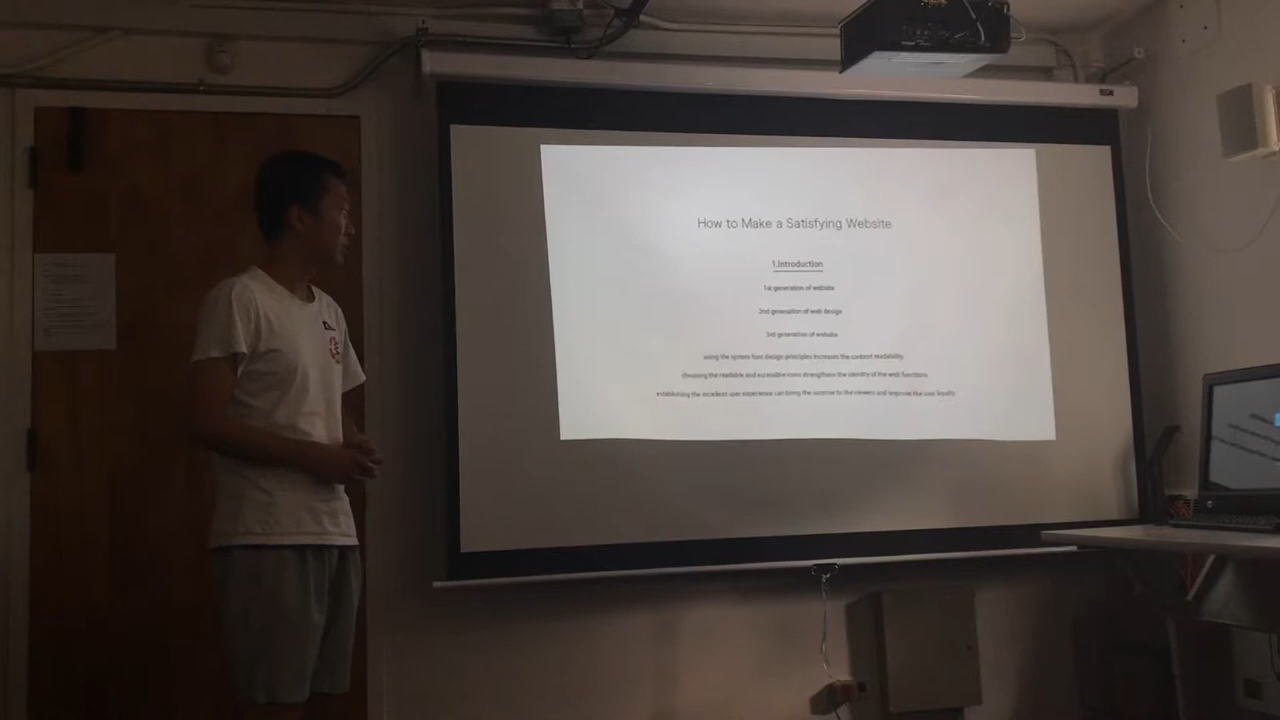 How to Make a Satisfying Website
1.Introduction
1st generation of website
2nd generation of web design
3rd generation of website
using the system font design principles increases the content readability
choosing the readable and accessible icons strengthens the identity of the web functions
establishing the excellent user experience can bring the surprise to the viewers and improve the user loyalty